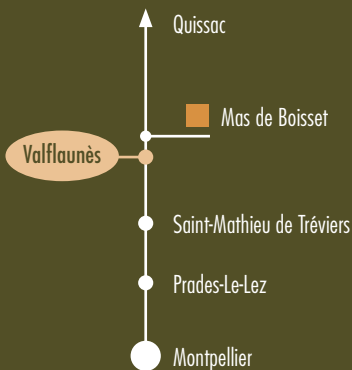 Quissac
Mas de Boisset
Valflaunès
Saint-Mathieu de Tréviers
Prades-Le-Lez
Montpellier